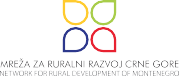 MREŽA ZA RURALNI RAZVOJ CRNE GORE
NETWORK FOR RURAL DEVELOPMENT OF MONTENEGRO